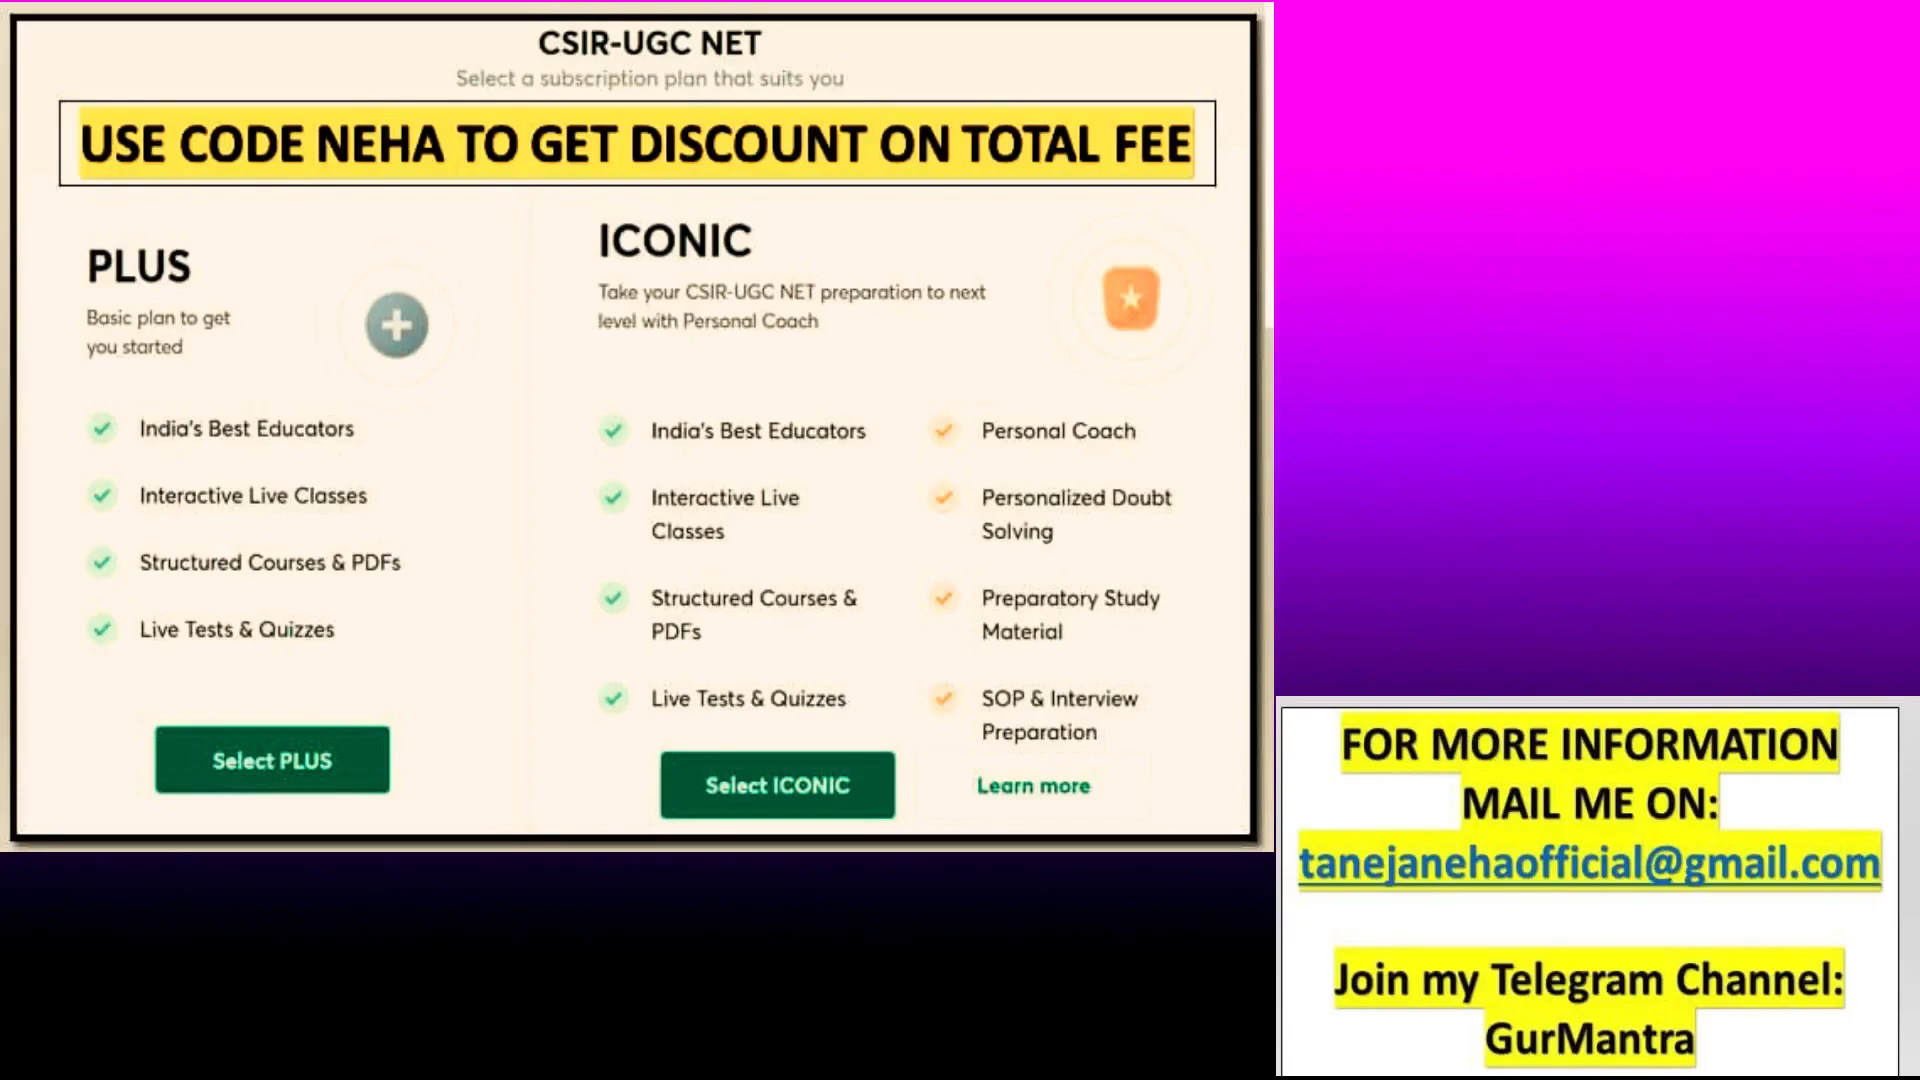 CSIR-UGC NET
Select a subscription plan that suits you
USE CODE NEHA TO GET DISCOUNT ON TOTAL FEE
PLUS
Basic plan to get
you started
India's Best Educators
Interactive Live Classes
Structured Courses & PDFs
Live Tests & Quizzes
Select PLUS
ICONIC
Take your CSIR-UGC NET preparation to next
level with Personal Coach
India's Best Educators
Interactive Live
Classes
Structured Courses &
PDFs
Live Tests & Quizzes
Personal Coach
Personalized Doubt
Solving
Preparatory Study
Material
SOP & Interview
Preparation
Select ICONIC
Learn more
FOR MORE INFORMATION
MAIL ME ON:
tanejanehaofficial@gmail.com
Join my Telegram Channel:
GurMantra